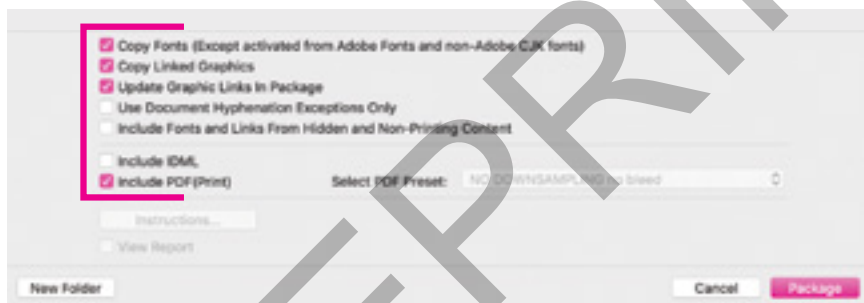 Copy Fonts (Except activated from Adobe Fonts and non-Adobe CJK fonts)
Copy Linked Graphics
Update Graphic Links In Package
Use Document Hyphenation Exceptions Only
Include Fonts and Links From Hidden and Non-Printing Content
Include IDML
Include PDF(Print) Select PDF Preset: NO DOWNSAMPLING no bleed
Instructions...
View Report
New Folder Cancel Package
EPRIN